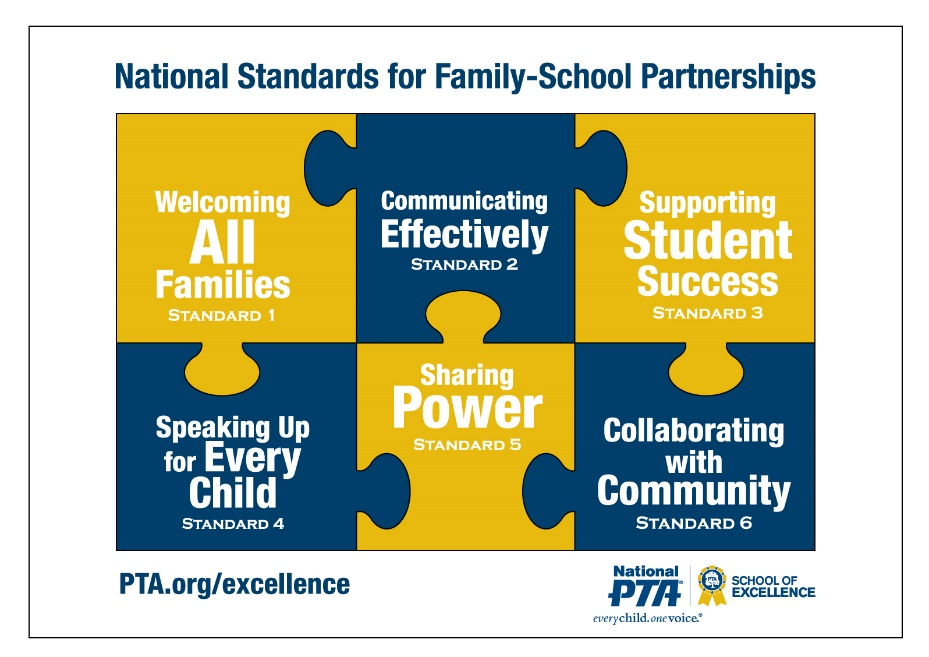 National Standards for Family-School Partnerships
Welcoming
All
Families
STANDARD 1
Communicating
Effectively
STANDARD 2
Supporting
Student
Success
STANDARD 3
Speaking Up
for Every
Child
STANDARD 4
Sharing
Power
STANDARD 5
Collaborating
with
Community
STANDARD 6
PTA.org/excellence
National
PTA®
everychild.onevoice.®
PTA
SCHOOL OF
EXCELLENCE